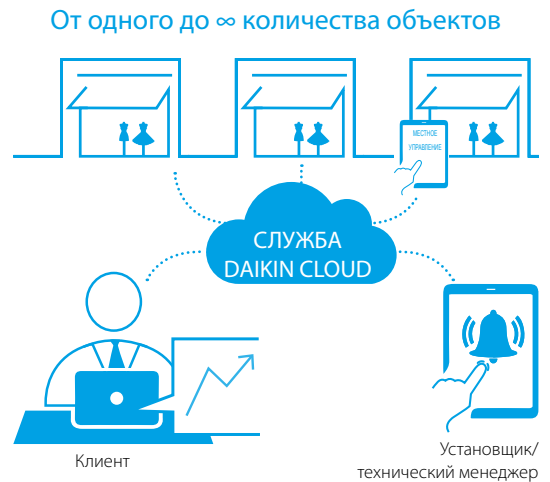 От одного до ∞ количества объектов
МЕСТНОЕ
УПРАВЛЕНИЕ
СЛУЖБА
DAIKIN CLOUD
Клиент
Установщик/
технический менеджер